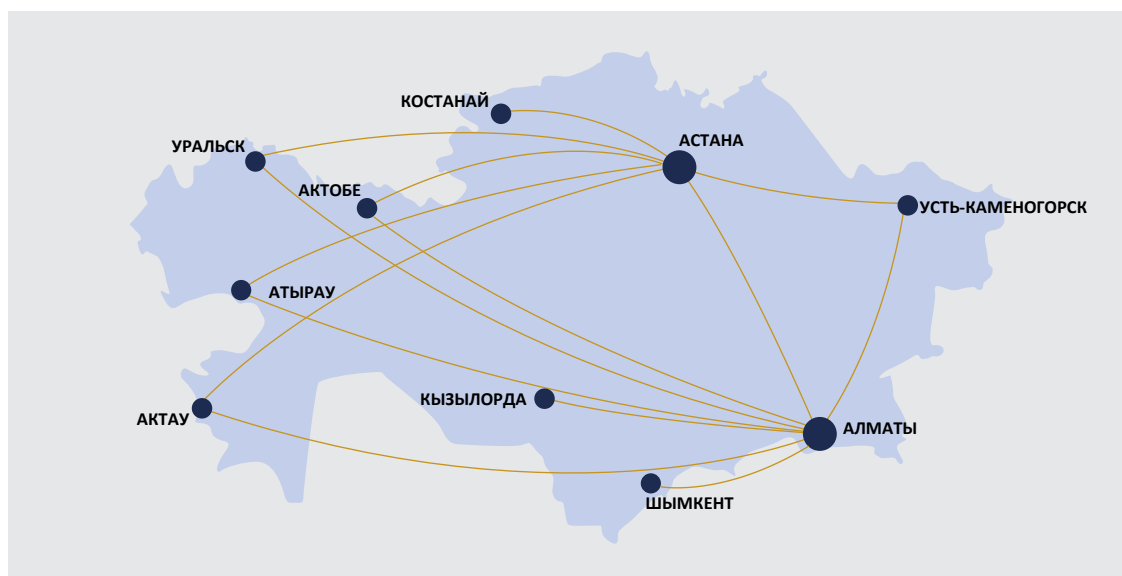 КОСТАНАЙ
АСТАНА
УРАЛЬСК
АКТОБЕ
УСТЬ-КАМЕНОГОРСК
АТЫРАУ
КЫЗЫЛОРДА
АКТАУ
АЛМАТЫ
ШЫМКЕНТ